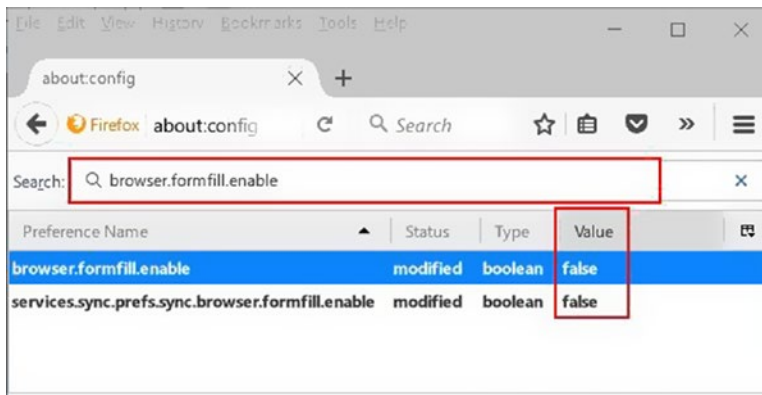 File Edit View History Bookmarks Tools Help
about:config
Firefox about:config Search
Search: browser.formfill.enable
Preference Name Status Type Value
browser.formfill.enable modified boolean false
services.sync.prefs.sync.browser.formfill.enable modified boolean false